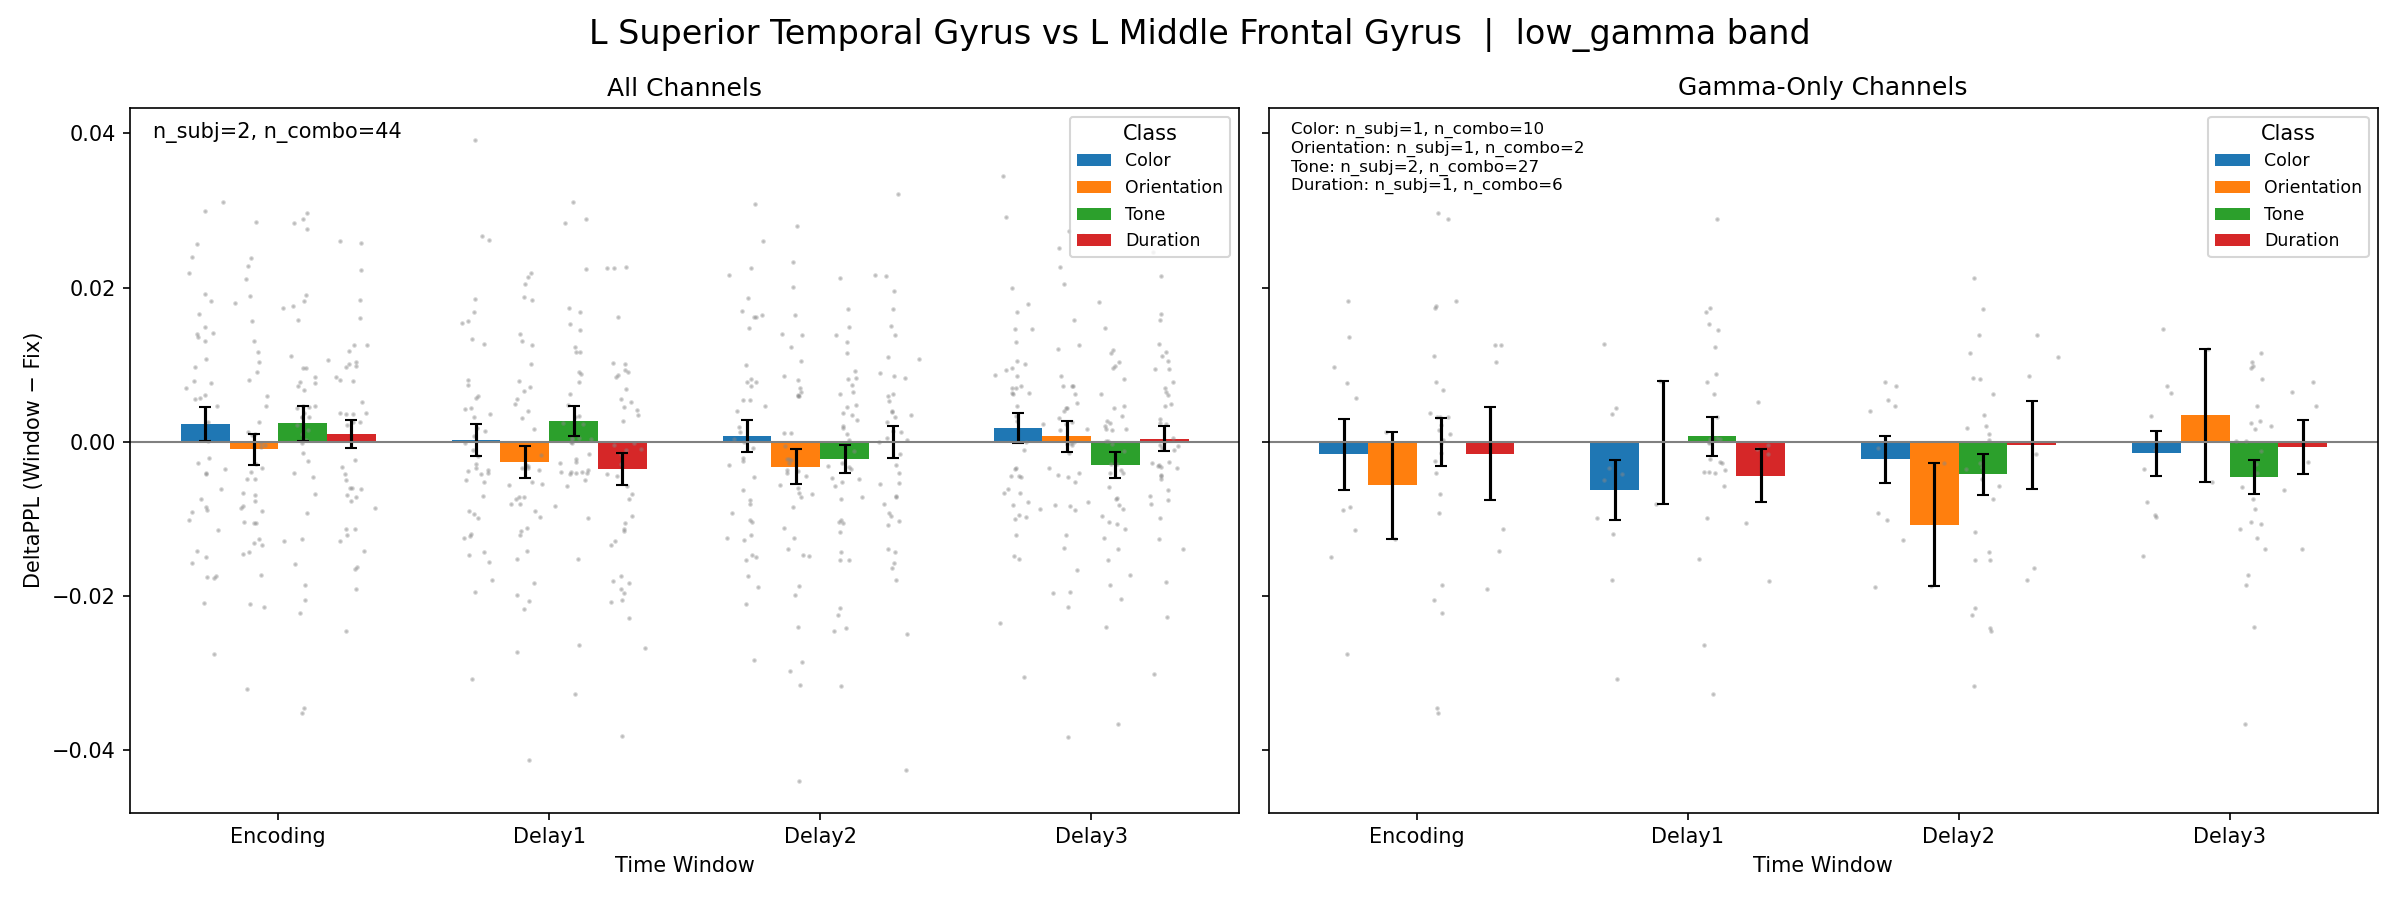 L Superior Temporal Gyrus vs L Middle Frontal Gyrus | low_gamma band
All Channels
n_subj=2, n_combo=44
Class
Color
Orientation
Tone
Duration
0.04
0.02
0.00
−0.02
−0.04
DeltaPPL (Window − Fix)
Encoding
Delay1
Delay2
Delay3
Time Window
Gamma-Only Channels
Color: n_subj=1, n_combo=10
Orientation: n_subj=1, n_combo=2
Tone: n_subj=2, n_combo=27
Duration: n_subj=1, n_combo=6
Class
Color
Orientation
Tone
Duration
Encoding
Delay1
Delay2
Delay3
Time Window